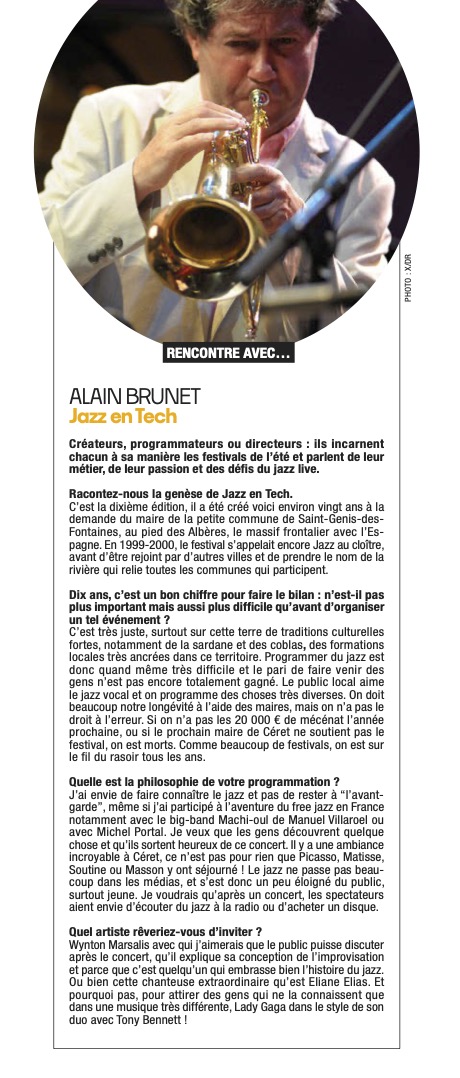 PHOTO : X/DR
RENCONTRE AVEC...
ALAIN BRUNET
Jazz en Tech
Créateurs, programmateurs ou directeurs : ils incarnent
chacun à sa manière les festivals de l'été et parlent de leur
métier, de leur passion et des défis du jazz live.
Racontez-nous la genèse de Jazz en Tech.
C'est la dixième édition, il a été créé voici environ vingt ans à la
demande du maire de la petite commune de Saint-Genis-des-
Fontaines, au pied des Albères, le massif frontalier avec l'Es-
pagne. En 1999-2000, le festival s'appelait encore Jazz au cloître,
avant d'être rejoint par d'autres villes et de prendre le nom de la
rivière qui relie toutes les communes qui participent.
Dix ans, c'est un bon chiffre pour faire le bilan : n'est-il pas
plus important mais aussi plus difficile qu'avant d'organiser
un tel événement ?
C'est très juste, surtout sur cette terre de traditions culturelles
fortes, notamment de la sardane et des coblas, des formations
locales très ancrées dans ce territoire. Programmer du jazz est
donc quand même très difficile et le pari de faire venir des
gens n'est pas encore totalement gagné. Le public local aime
le jazz vocal et on programme des choses très diverses. On doit
beaucoup notre longévité à l'aide des maires, mais on n'a pas le
droit à l'erreur. Si on n'a pas les 20 000 € de mécénat l'année
prochaine, ou si le prochain maire de Céret ne soutient pas le
festival, on est morts. Comme beaucoup de festivals, on est sur
le fil du rasoir tous les ans.
Quelle est la philosophie de votre programmation ?
J'ai envie de faire connaître le jazz et pas de rester à "l'avant-
garde", même si j'ai participé à l'aventure du free jazz en France
notamment avec le big-band Machi-oul de Manuel Villaroel ou
avec Michel Portal. Je veux que les gens découvrent quelque
chose et qu'ils sortent heureux de ce concert. Il y a une ambiance
incroyable à Céret, ce n'est pas pour rien que Picasso, Matisse,
Soutine ou Masson y ont séjourné ! Le jazz ne passe pas beau-
coup dans les médias, et s'est donc un peu éloigné du public,
surtout jeune. Je voudrais qu'après un concert, les spectateurs
aient envie d'écouter du jazz à la radio ou d'acheter un disque.
Quel artiste rêveriez-vous d'inviter ?
Wynton Marsalis avec qui j'aimerais que le public puisse discuter
après le concert, qu'il explique sa conception de l'improvisation
et parce que c'est quelqu'un qui embrasse bien l'histoire du jazz.
Ou bien cette chanteuse extraordinaire qu'est Eliane Elias. Et
pourquoi pas, pour attirer des gens qui ne la connaissent que
dans une musique très différente, Lady Gaga dans le style de son
duo avec Tony Bennett !